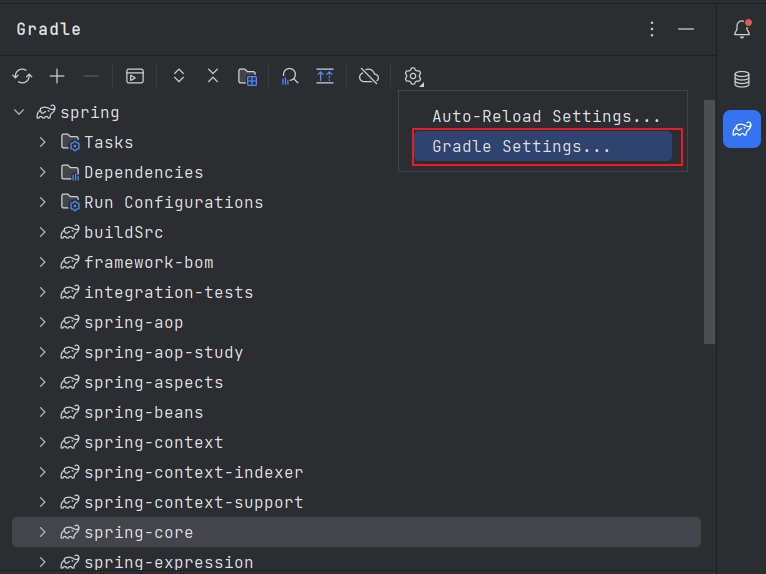 Gradle
Auto-Reload Settings...
Gradle Settings...
spring
Tasks
Dependencies
Run Configurations
buildSrc
framework-bom
integration-tests
spring-aop
spring-aop-study
spring-aspects
spring-beans
spring-context
spring-context-indexer
spring-context-support
spring-core
spring-expression